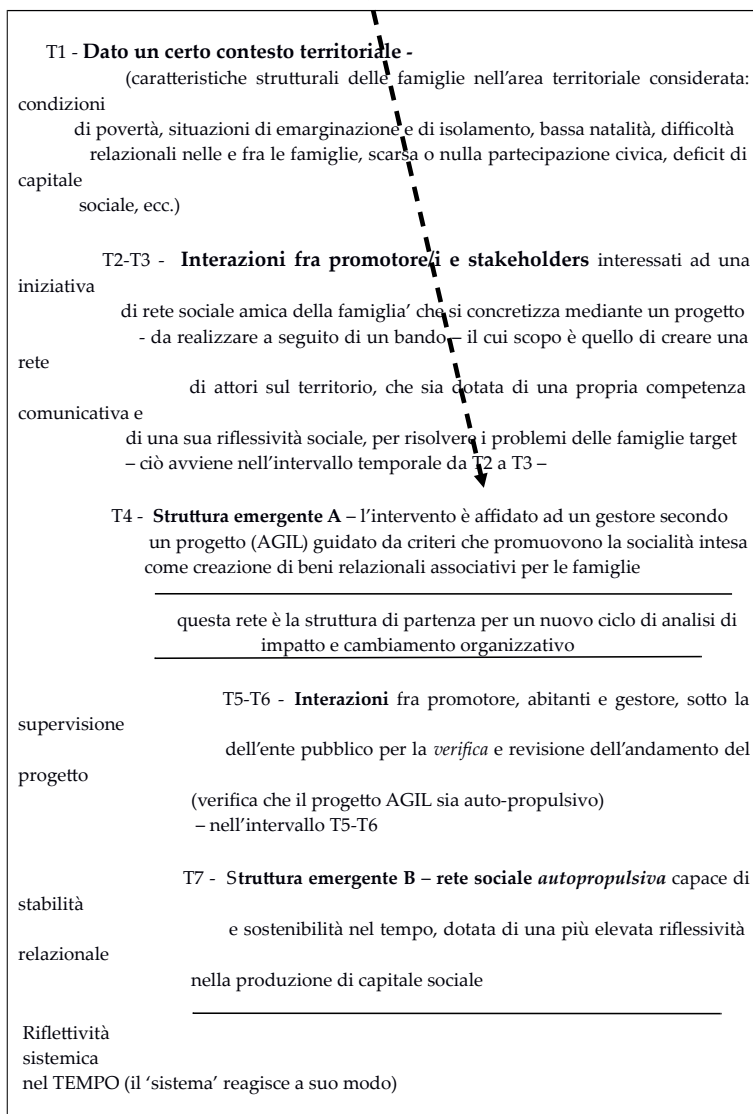 T1 - Dato un certo contesto territoriale -
(caratteristiche strutturali delle famiglie nell'area territoriale considerata:
condizioni
di povertà, situazioni di emarginazione e di isolamento, bassa natalità, difficoltà
relazionali nelle e fra le famiglie, scarsa o nulla partecipazione civica, deficit di
capitale
sociale, ecc.)
T2-T3 - Interazioni fra promotore/i e stakeholders interessati ad una
iniziativa
di rete sociale amica della famiglia' che si concretizza mediante un progetto
- da realizzare a seguito di un bando – il cui scopo è quello di creare una
rete
di attori sul territorio, che sia dotata di una propria competenza
comunicativa e
di una sua riflessività sociale, per risolvere i problemi delle famiglie target
– ciò avviene nell'intervallo temporale da T2 a T3 –
T4 - Struttura emergente A – l'intervento è affidato ad un gestore secondo
un progetto (AGIL) guidato da criteri che promuovono la socialità intesa
come creazione di beni relazionali associativi per le famiglie
questa rete è la struttura di partenza per un nuovo ciclo di analisi di
impatto e cambiamento organizzativo
T5-T6 - Interazioni fra promotore, abitanti e gestore, sotto la
supervisione
dell'ente pubblico per la verifica e revisione dell'andamento del
progetto
(verifica che il progetto AGIL sia auto-propulsivo)
– nell'intervallo T5-T6
T7 - Struttura emergente B – rete sociale autopropulsiva capace di
stabilità
e sostenibilità nel tempo, dotata di una più elevata riflessività
relazionale
nella produzione di capitale sociale
Riflettività
sistemica
nel TEMPO (il 'sistema' reagisce a suo modo)